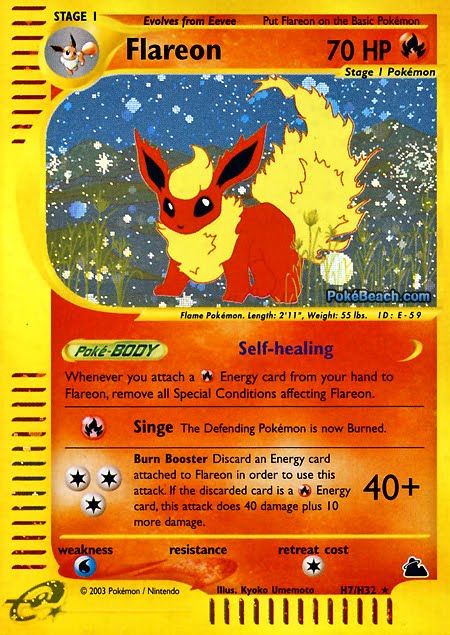 STAGE 1 Evolves from Eevee Put Flareon on the Basic Pokémon
Flareon 70 HP
Stage 1 Pokémon
PokéBeach.com
Flame Pokémon. Length: 2'11", Weight: 55 lbs. ID: E-59
Poké-BODY Self-healing
Whenever you attach a Energy card from your hand to
Flareon, remove all Special Conditions affecting Flareon.
Singe The Defending Pokémon is now Burned.
Burn Booster Discard an Energy card
attached to Flareon in order to use this
attack. If the discarded card is a Energy
card, this attack does 40 damage plus 10
more damage.
40+
weakness resistance retreat cost
© 2003 Pokémon / Nintendo Illus. Kyoko Umemoto H7/H32 ★
e